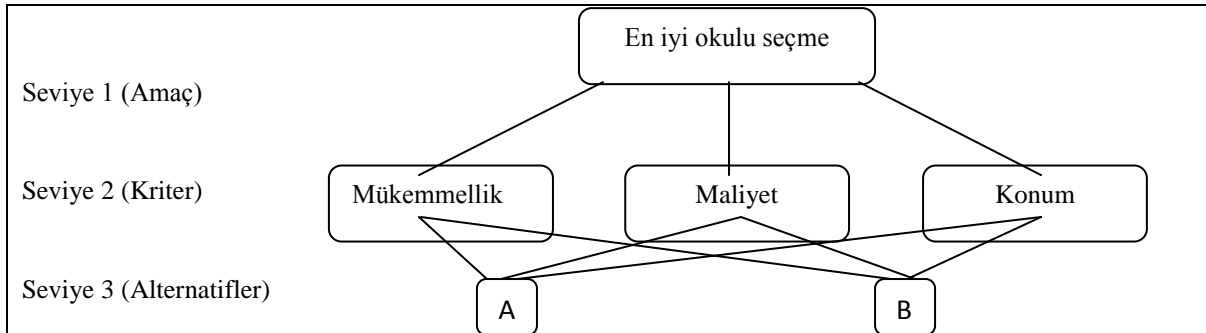 En iyi okulu seçme
Seviye 1 (Amaç)
Seviye 2 (Kriter)
Mükemmellik
Maliyet
Konum
Seviye 3 (Alternatifler)
A
B